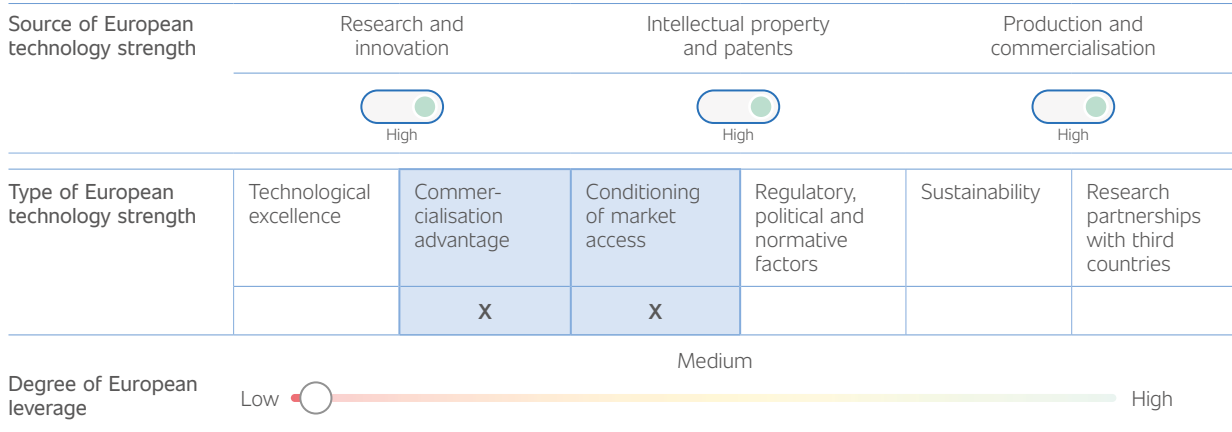 Source of European
technology strength
Research and
innovation
Intellectual property
and patents
Production and
commercialisation
High
High
High
Type of European
technology strength
Technological
excellence
Commer-
cialisation
advantage
Conditioning
of market
access
Regulatory,
political and
normative
factors
Sustainability
Research
partnerships
with third
countries
X
X
Degree of European
leverage
Low
Medium
High